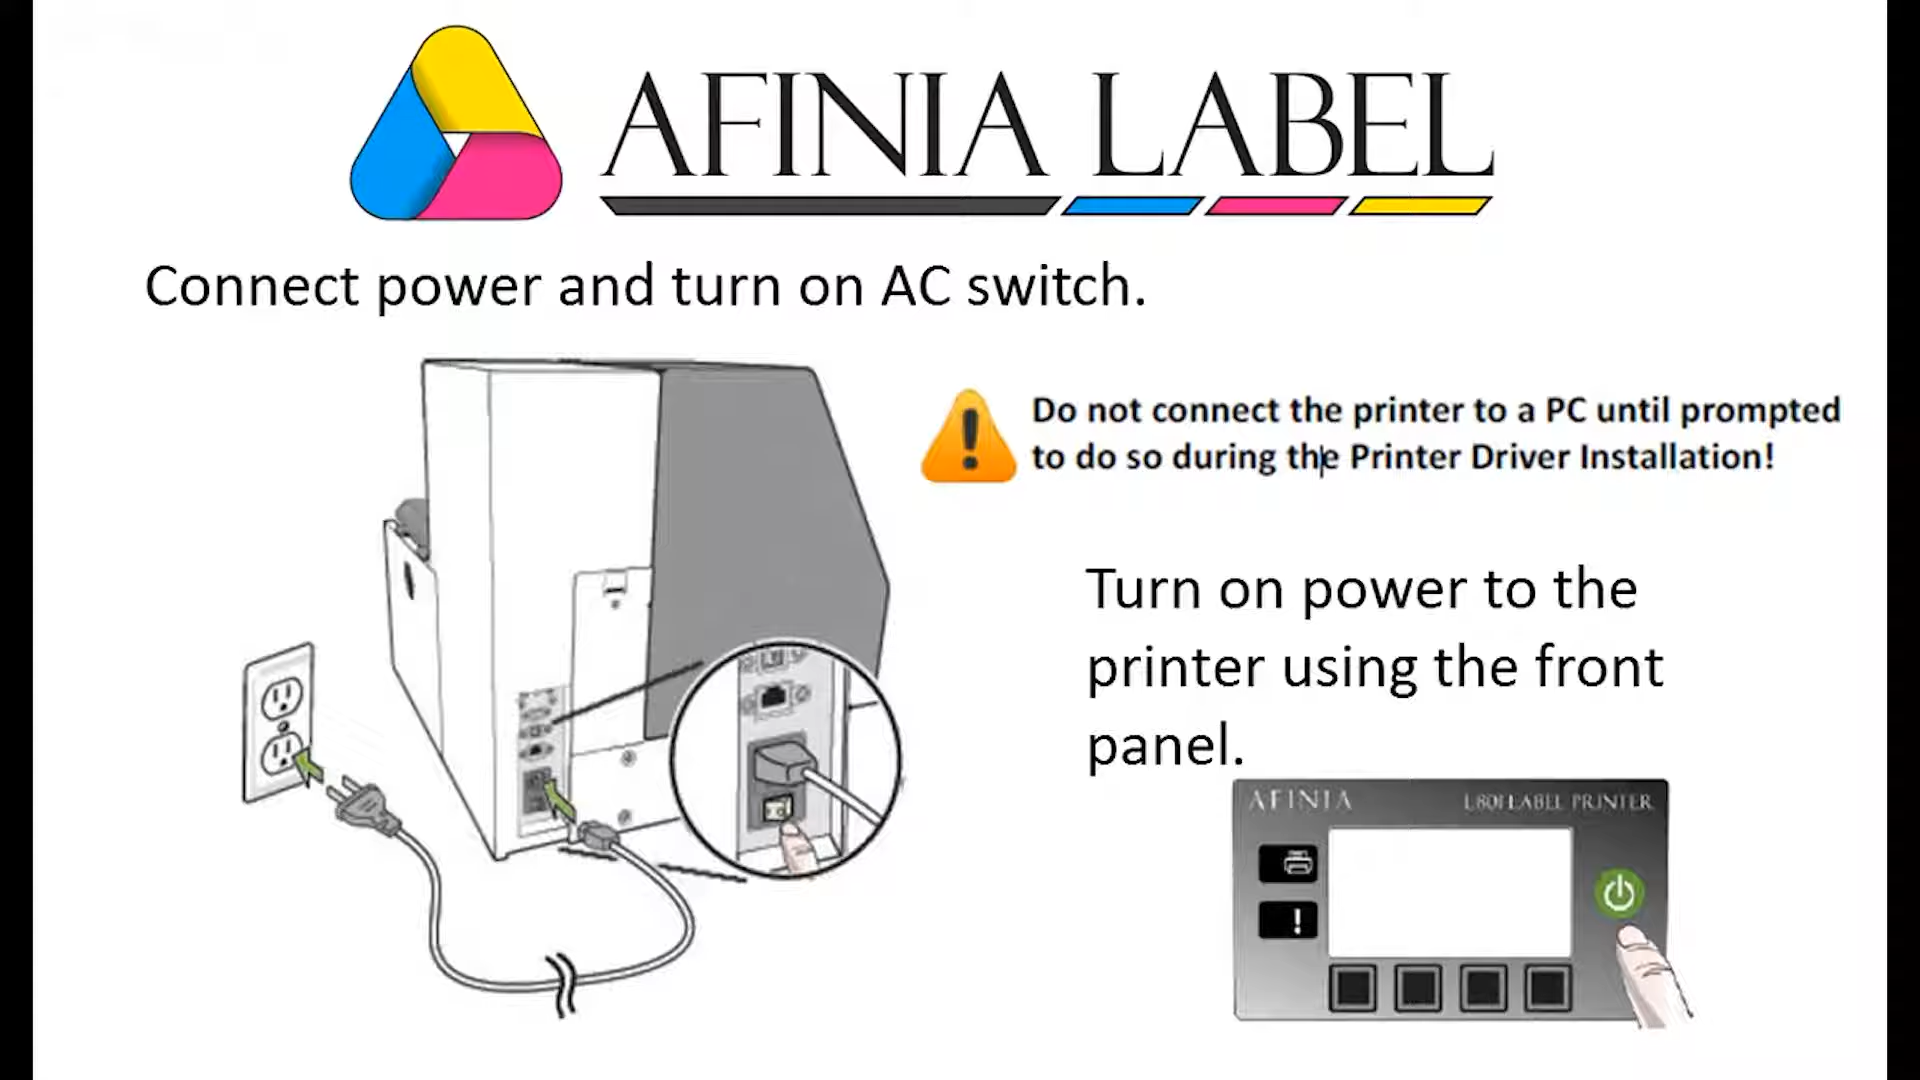 AFINIA LABEL
Connect power and turn on AC switch.
Do not connect the printer to a PC until prompted
to do so during the Printer Driver Installation!
Turn on power to the
printer using the front
panel.
AFINIA
L801 LABEL PRINTER